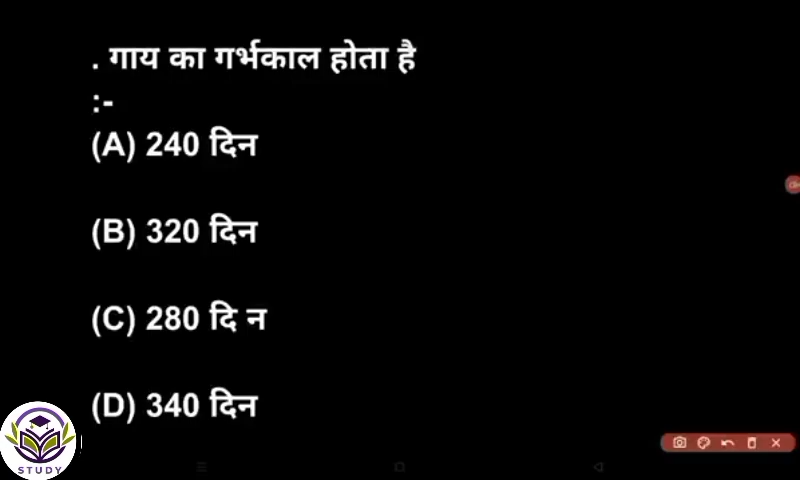 . गाय का गर्भकाल होता है
:-
(A) 240 दिन
(B) 320 दिन
(C) 280 दि न
(D) 340 दिन
STUDY